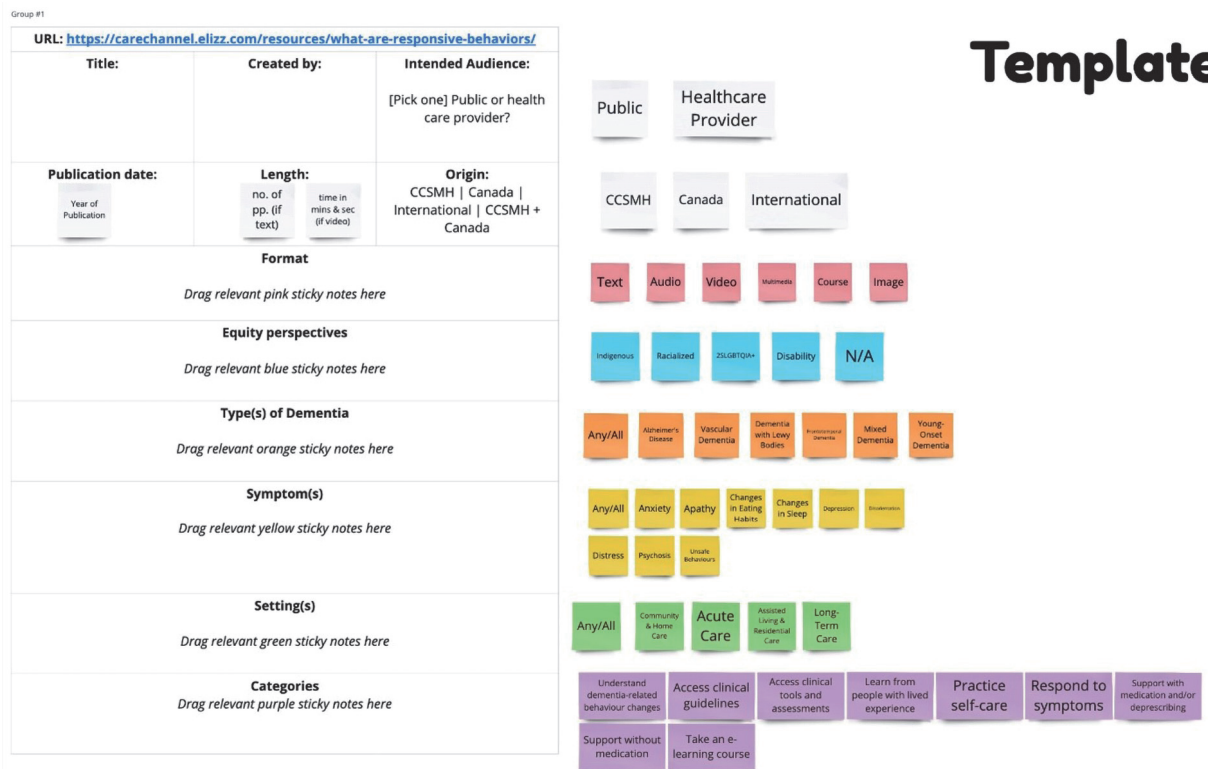 Group #1
URL: https://carechannel.elizz.com/resources/what-are-responsive-behaviors/
Template
Title:
Created by:
Intended Audience:
[Pick one] Public or health
care provider?
Public
Healthcare
Provider
Publication date:
Year of
Publication
Length:
no. of
pp. (if
text)
time in
mins & sec
(if video)
Origin:
CCSMH | Canada |
International | CCSMH +
Canada
CCSMH
Canada
International
Format
Drag relevant pink sticky notes here
Text
Audio
Video
Multimedia
Course
Image
Equity perspectives
Drag relevant blue sticky notes here
Indigenous
Racialized
2SLGBTQIA+
Disability
N/A
Type(s) of Dementia
Drag relevant orange sticky notes here
Any/All
Alzheimer's
Disease
Vascular
Dementia
Dementia
with Lewy
Bodies
Frontotemporal
Dementia
Mixed
Dementia
Young-
Onset
Dementia
Symptom(s)
Drag relevant yellow sticky notes here
Any/All
Anxiety
Apathy
Changes
in Eating
Habits
Changes
in Sleep
Depression
Distress
Psychosis
Unsafe
Behaviours
Setting(s)
Drag relevant green sticky notes here
Any/All
Community
& Home
Care
Acute
Care
Assisted
Living &
Residential
Care
Long-
Term
Care
Categories
Drag relevant purple sticky notes here
Understand
dementia-related
behaviour changes
Access clinical
guidelines
Access clinical
tools and
assessments
Learn from
people with lived
experience
Practice
self-care
Respond to
symptoms
Support with
medication and/or
deprescribing
Support without
medication
Take an e-
learning course